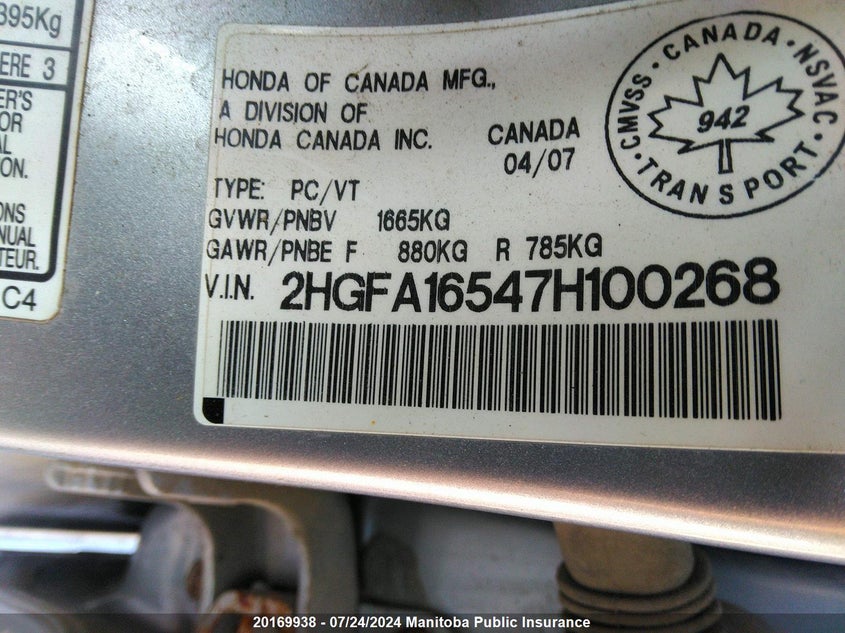 395Kg
ERE 3
ER'S
OR
AL
ION.
ONS
NUAL
TEUR.
C4
HONDA OF CANADA MFG.,
A DIVISION OF
HONDA CANADA INC.
CANADA
04/07
CMVSS · CANADA · NSVAC
942
· TRANSPORT ·
TYPE: PC/VT
GVWR/PNBV 1665KG
GAWR/PNBE F 880KG R 785KG
V.I.N. 2HGFA16547H100268
20169938 - 07/24/2024 Manitoba Public Insurance